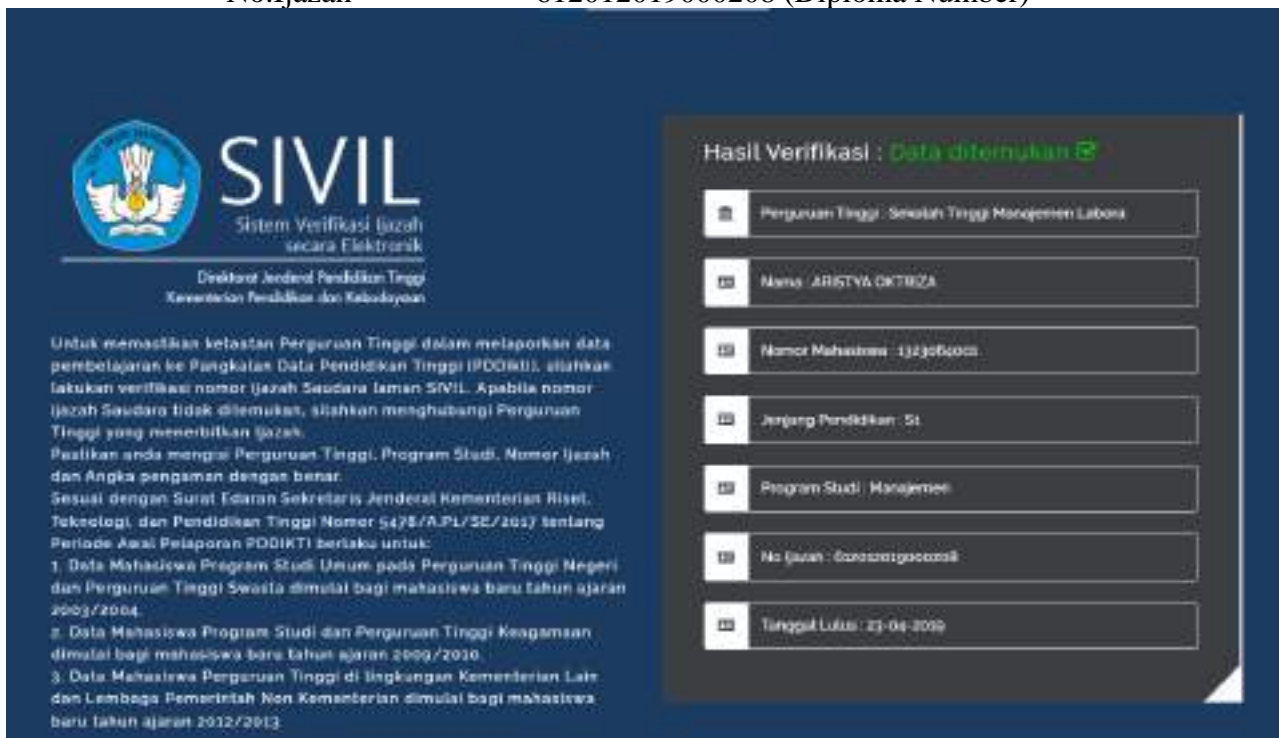 No.Ijazah (Diploma Number)
SIVIL
Sistem Verifikasi Ijazah
secara Elektronik
Direktorat Jenderal Pendidikan Tinggi
Kementerian Pendidikan dan Kebudayaan
Untuk memastikan ketaatan Perguruan Tinggi dalam melaporkan data
pembelajaran ke Pangkalan Data Pendidikan Tinggi (PDDikti), silahkan
lakukan verifikasi nomor Ijazah Saudara laman SIVIL. Apabila nomor
Ijazah Saudara tidak ditemukan, silahkan menghubungi Perguruan
Tinggi yang menerbitkan Ijazah.
Pastikan anda mengisi Perguruan Tinggi, Program Studi, Nomor Ijazah
dan Angka pengaman dengan benar.
Sesuai dengan Surat Edaran Sekretaris Jenderal Kementerian Riset,
Teknologi, dan Pendidikan Tinggi Nomor 5478/A.P1/SE/2017 tentang
Periode Awal Pelaporan PDDIKTI berlaku untuk:
1. Data Mahasiswa Program Studi Umum pada Perguruan Tinggi Negeri
dan Perguruan Tinggi Swasta dimulai bagi mahasiswa baru tahun ajaran
2003/2004.
2. Data Mahasiswa Program Studi dan Perguruan Tinggi Keagamaan
dimulai bagi mahasiswa baru tahun ajaran 2009/2010.
3. Data Mahasiswa Perguruan Tinggi di lingkungan Kementerian Lain
dan Lembaga Pemerintah Non Kementerian dimulai bagi mahasiswa
baru tahun ajaran 2012/2013
Hasil Verifikasi : Data ditemukan
Perguruan Tinggi : Sekolah Tinggi Manajemen Labora
Nama : ARISTYA OKTRIZA
Nomor Mahasiswa :
Jenjang Pendidikan : S1
Program Studi : Manajemen
No Ijazah :
Tanggal Lulus : 23-04-2019